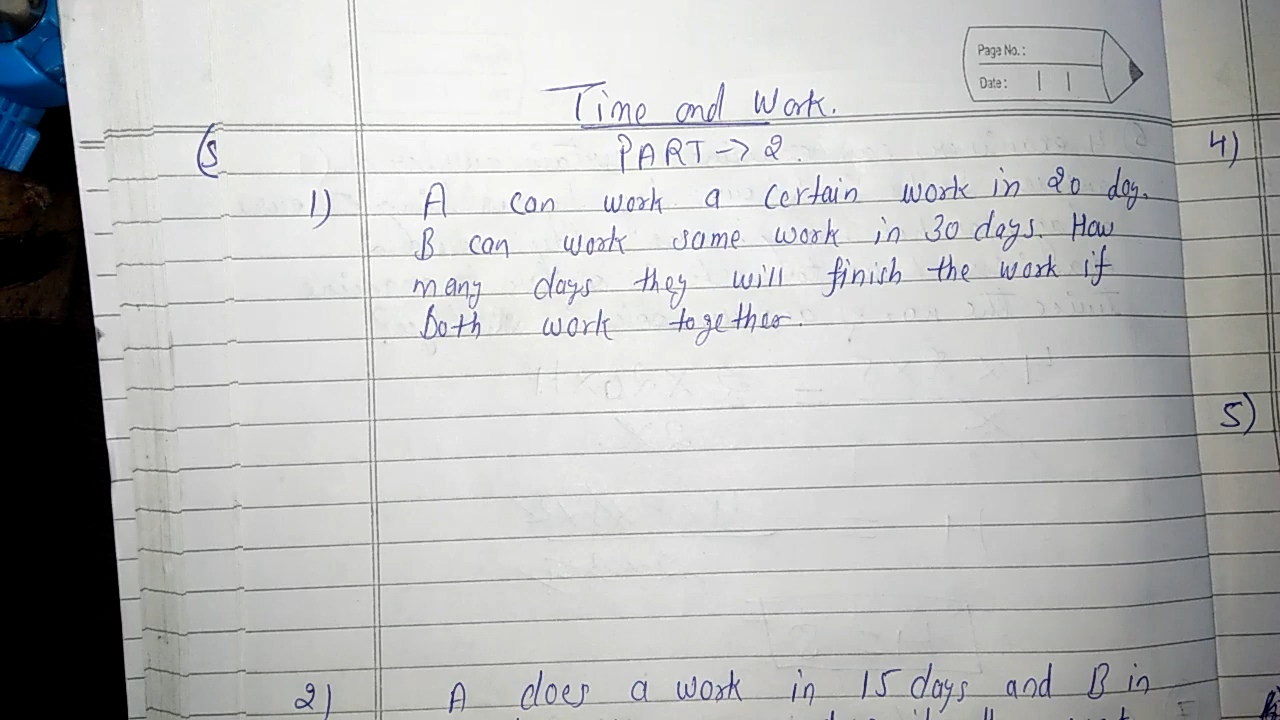 Page No.:
Date:
Time and Work.
PART → 2.
1) A can work a certain work in 20 day.
B can work same work in 30 days. How
many days they will finish the work if
both work together.
2) A does a work in 15 days and B in
4)
5)